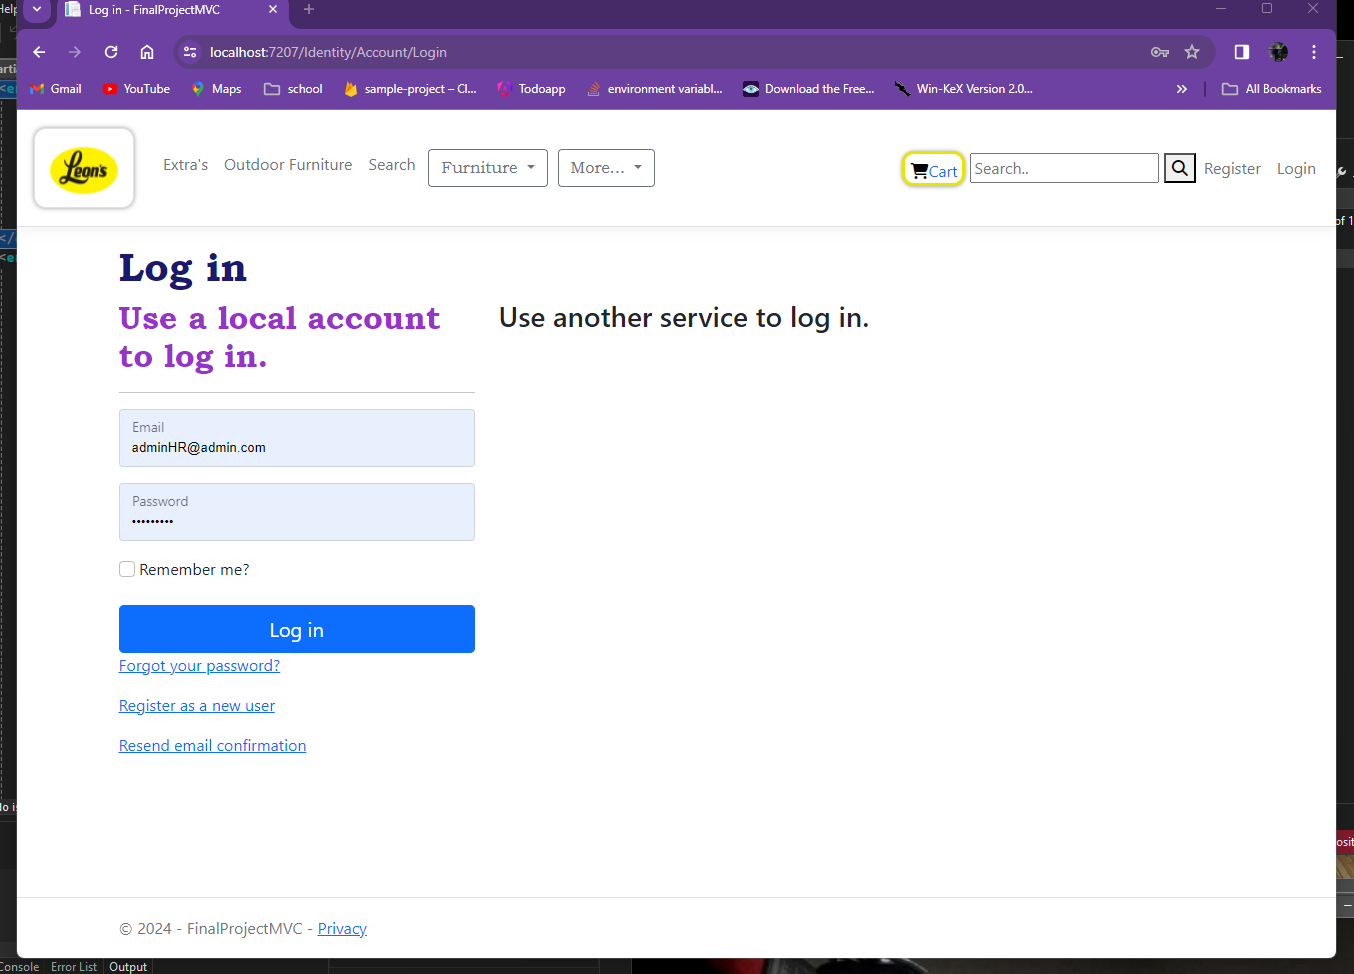 Help
Log in - FinalProjectMVC
localhost:7207/Identity/Account/Login
Gmail
YouTube
Maps
school
sample-project – Cl...
Todoapp
environment variabl...
Download the Free...
Win-KeX Version 2.0...
All Bookmarks
Leon's
Extra's
Outdoor Furniture
Search
Furniture
More...
Cart
Search..
Register
Login
of 1
Log in
Use a local account
to log in.
Use another service to log in.
Email
adminHR@admin.com
Password
•••••••••
Remember me?
Log in
Forgot your password?
Register as a new user
Resend email confirmation
© 2024 - FinalProjectMVC - Privacy
Console
Error List
Output